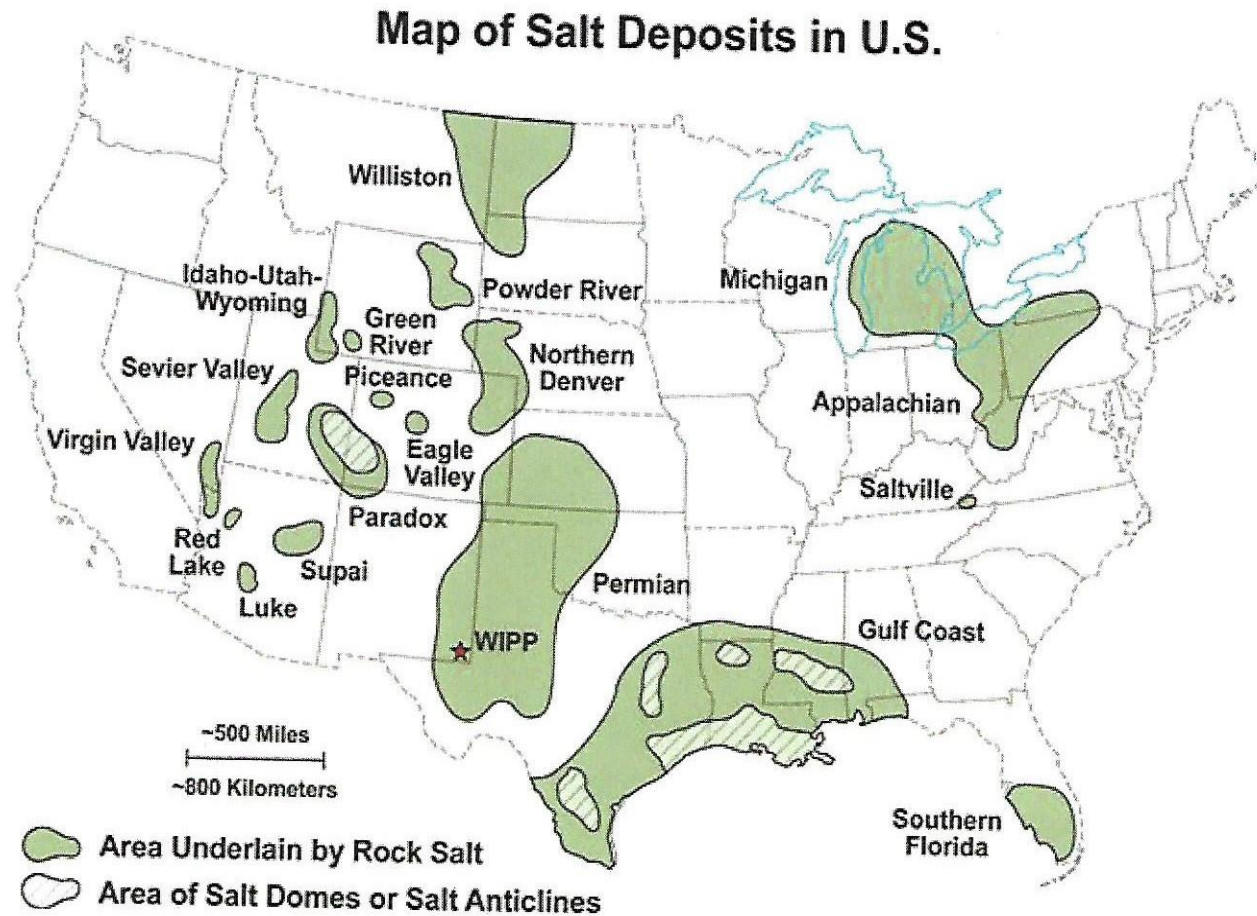 Map of Salt Deposits in U.S.
Williston
Idaho-Utah-
Wyoming
Powder River
Michigan
Green
River
Northern
Denver
Sevier Valley
Piceance
Appalachian
Virgin Valley
Eagle
Valley
Saltville
Paradox
Red
Lake
Supai
Permian
Luke
Gulf Coast
WIPP
~500 Miles
~800 Kilometers
Southern
Florida
Area Underlain by Rock Salt
Area of Salt Domes or Salt Anticlines